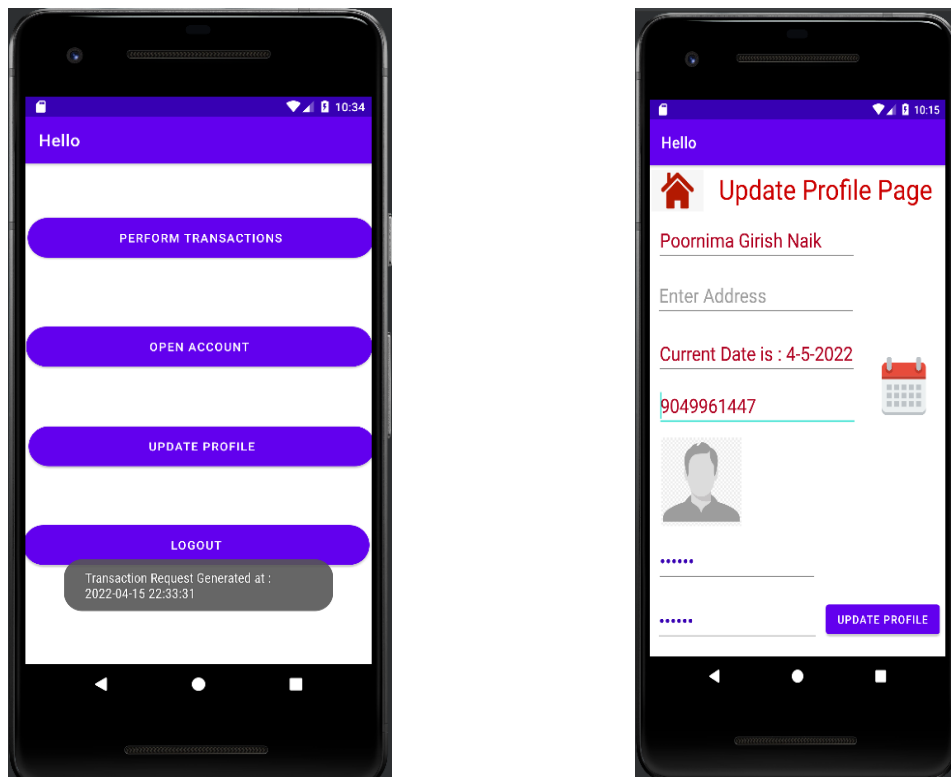 10:34
Hello
PERFORM TRANSACTIONS
OPEN ACCOUNT
UPDATE PROFILE
LOGOUT
Transaction Request Generated at :
2022-04-15 22:33:31
10:15
Hello
Update Profile Page
Poornima Girish Naik
Enter Address
Current Date is : 4-5-2022
9049961447
••••••
••••••
UPDATE PROFILE